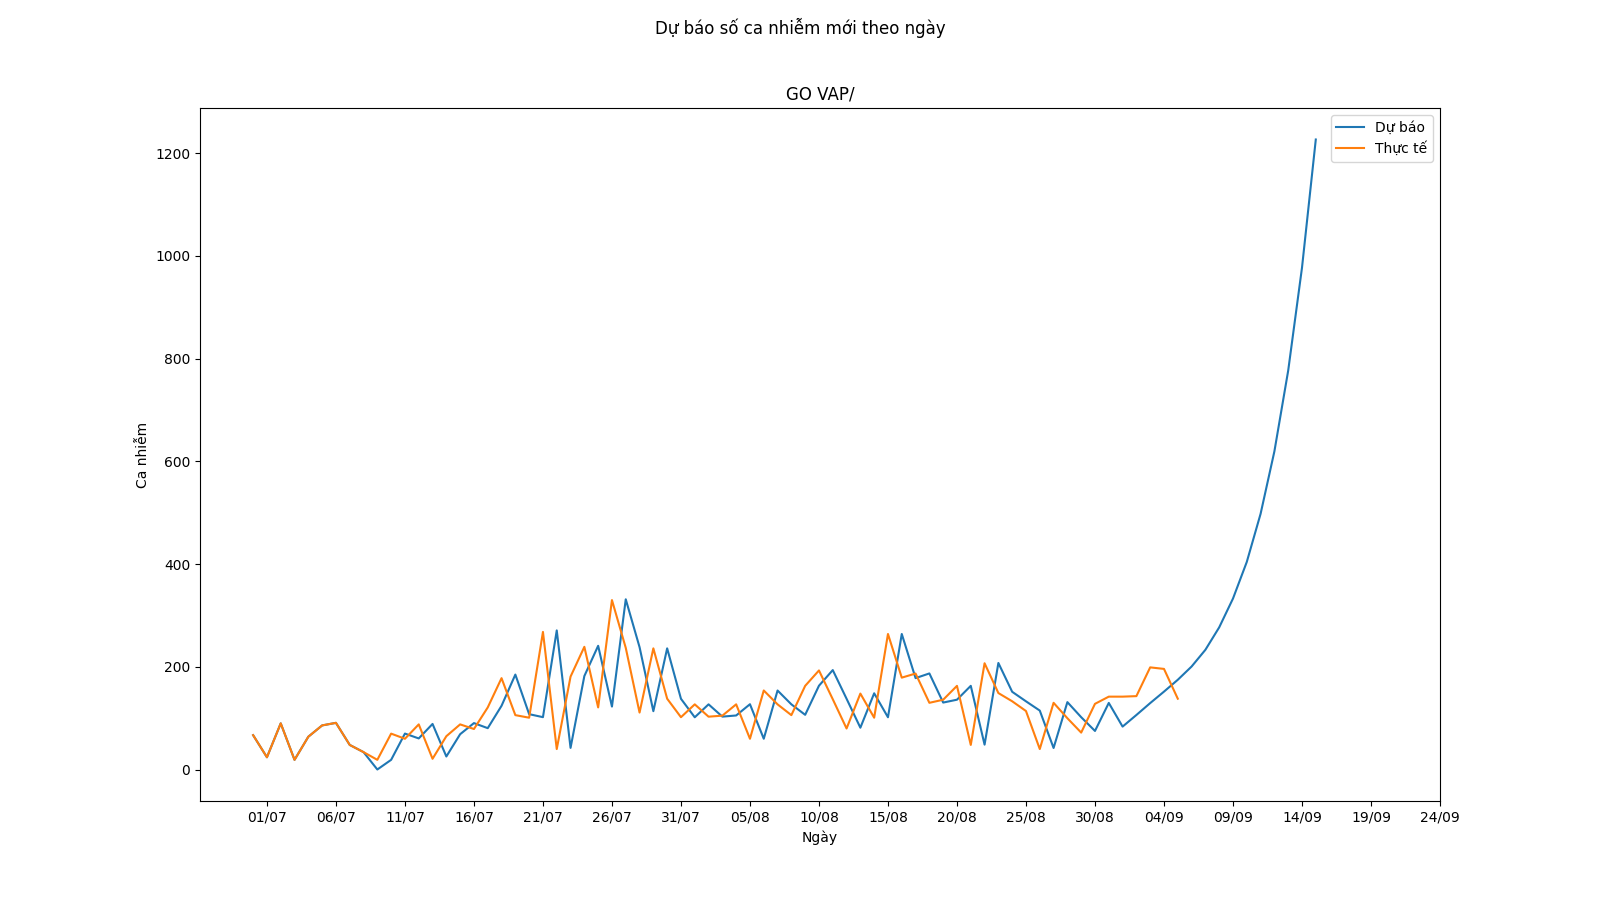 Dự báo số ca nhiễm mới theo ngày
GO VAP/
Dự báo
Thực tế
1200
1000
800
600
400
200
0
Ca nhiễm
01/07 06/07 11/07 16/07 21/07 26/07 31/07 05/08 10/08 15/08 20/08 25/08 30/08 04/09 09/09 14/09 19/09 24/09
Ngày